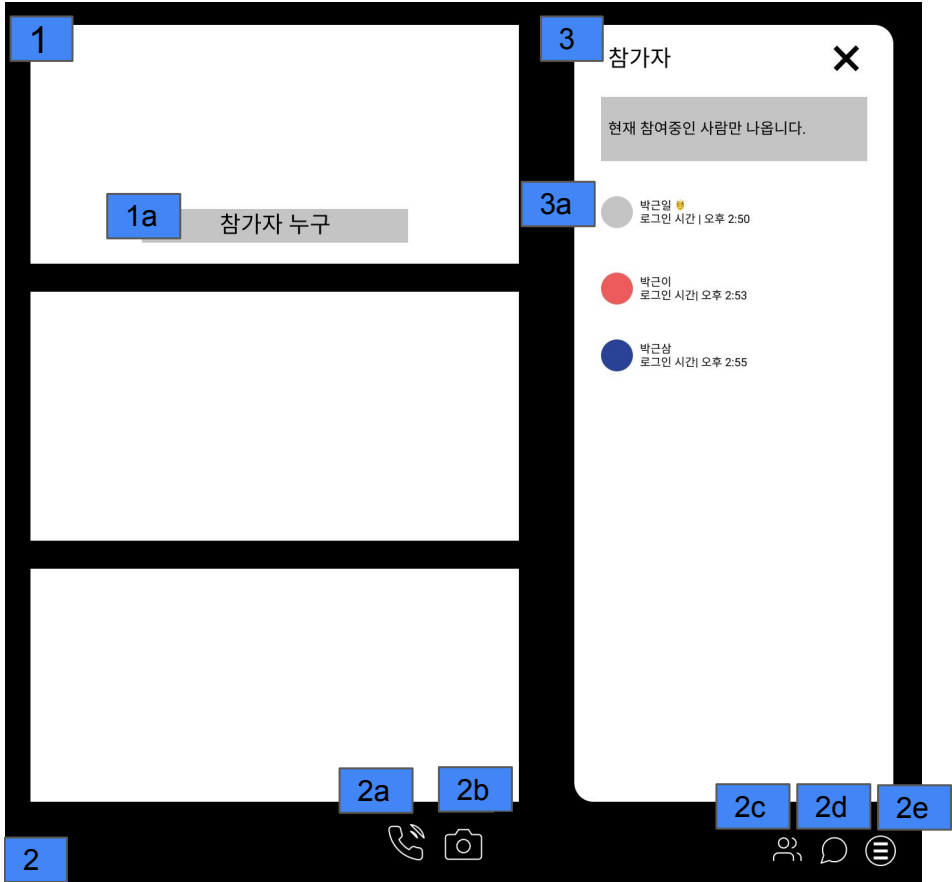 1
1a
참가자 누구
3
참가자
현재 참여중인 사람만 나옵니다.
3a
박근일 🤴
로그인 시간 | 오후 2:50
박근이
로그인 시간| 오후 2:53
박근삼
로그인 시간| 오후 2:55
2a
2b
2c
2d
2e
2